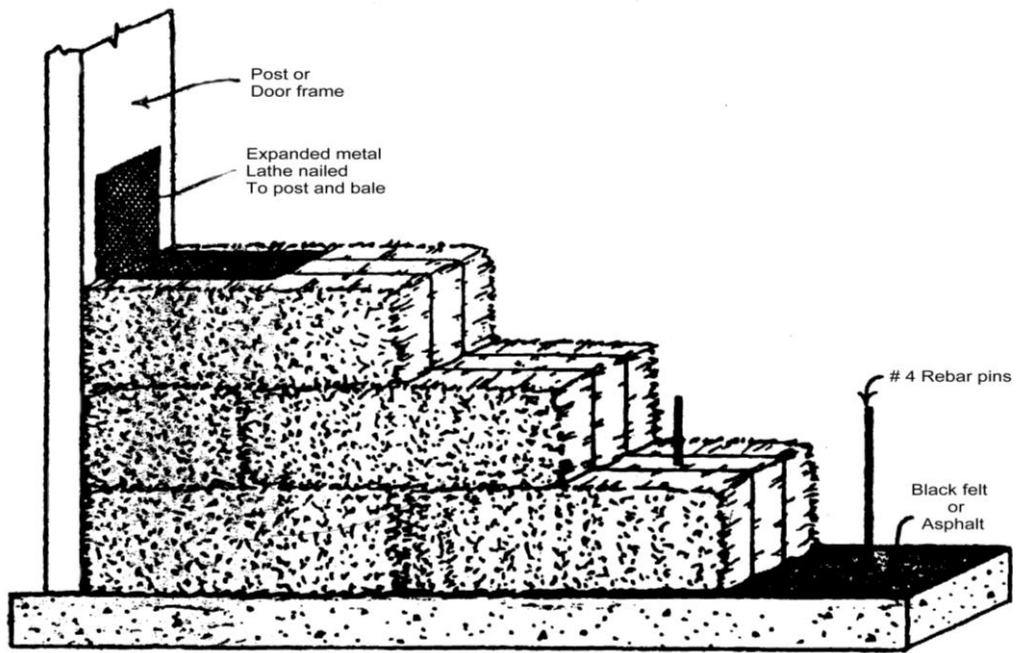 Post or
Door frame
Expanded metal
Lathe nailed
To post and bale
# 4 Rebar pins
Black felt
or
Asphalt